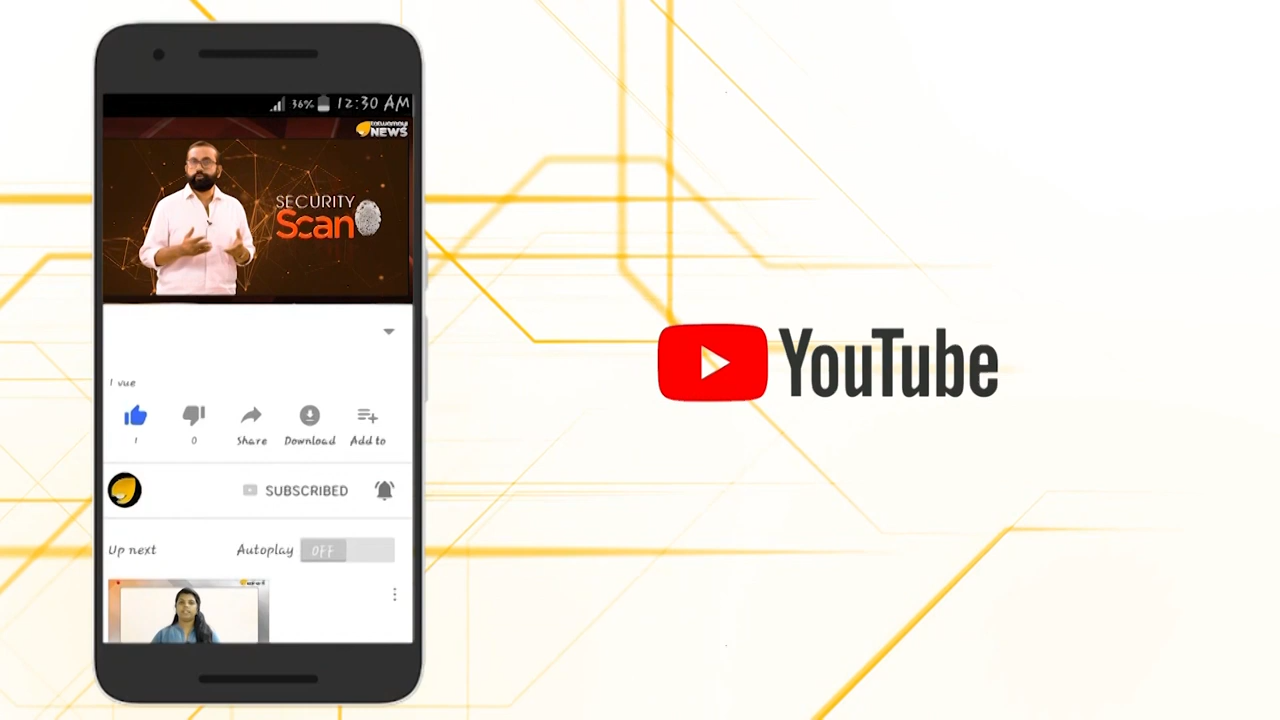 36% 12:30 AM
tatwamayi
NEWS
SECURITY
Scan
1 vue
1 0 Share Download Add to
SUBSCRIBED
Up next Autoplay OFF
YouTube